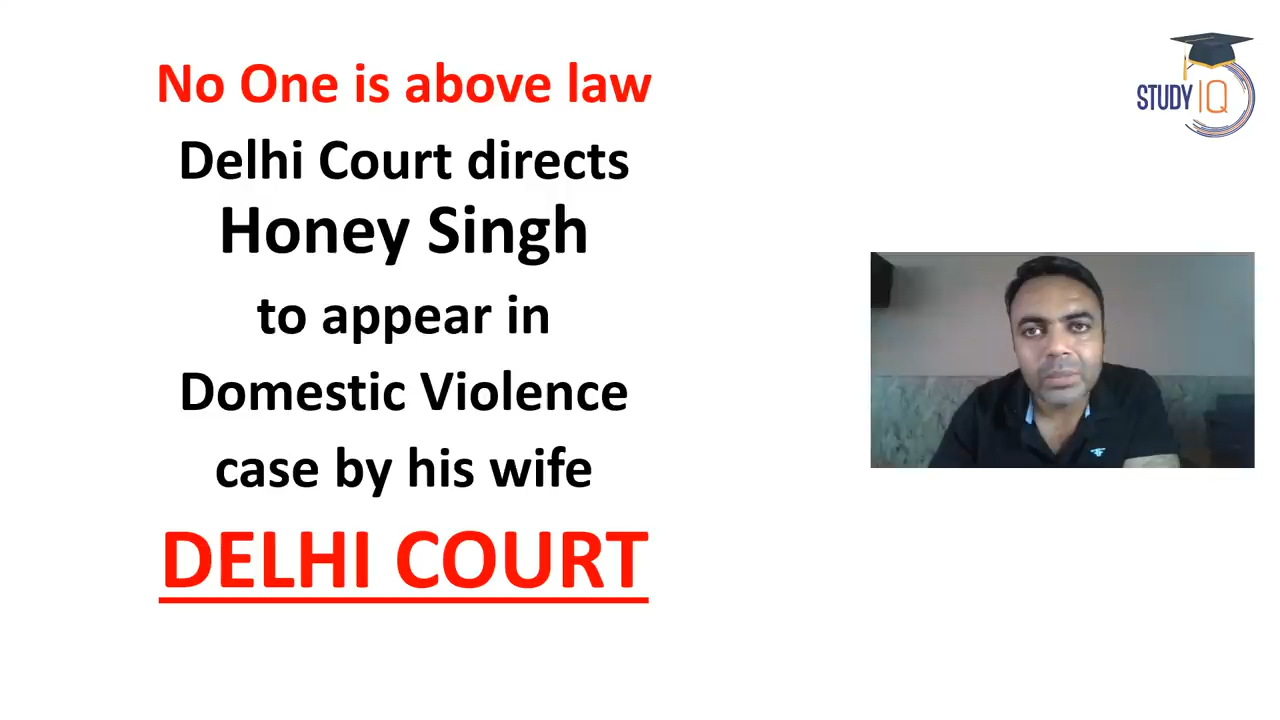 No One is above law
Delhi Court directs
Honey Singh
to appear in
Domestic Violence
case by his wife
DELHI COURT
STUDY IQ